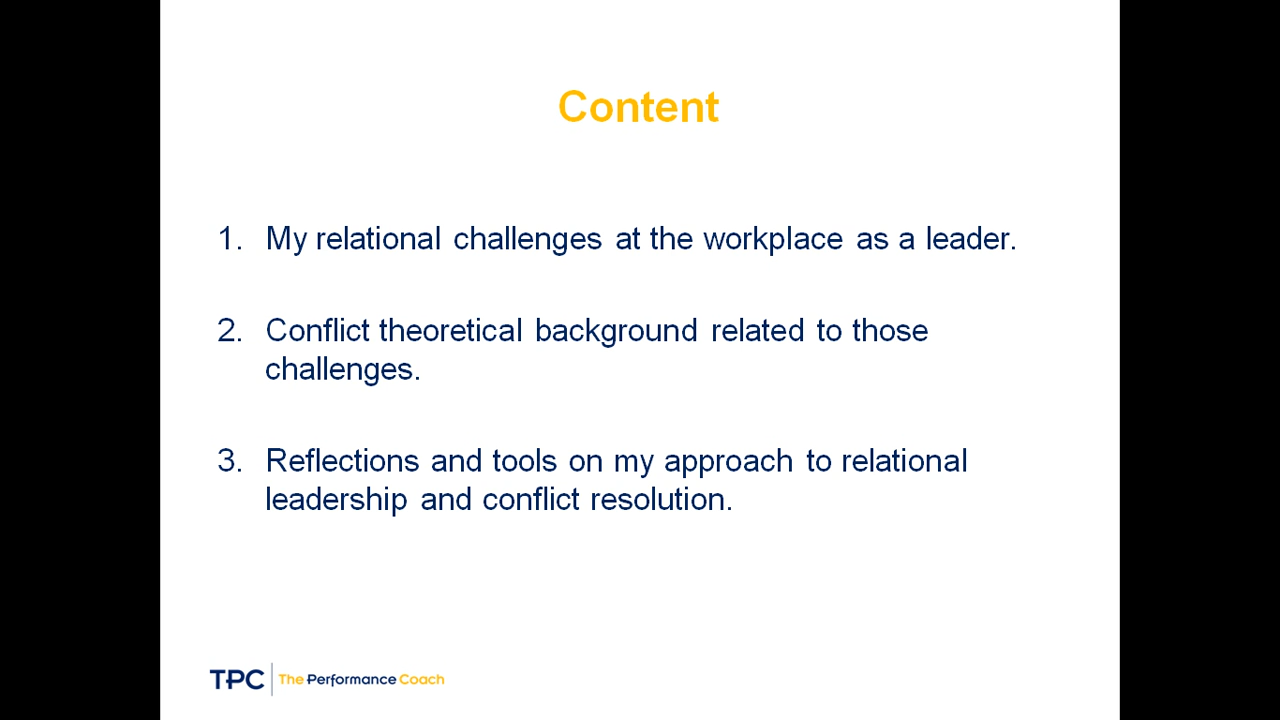 Content
1. My relational challenges at the workplace as a leader.
2. Conflict theoretical background related to those
challenges.
3. Reflections and tools on my approach to relational
leadership and conflict resolution.
TPC The Performance Coach